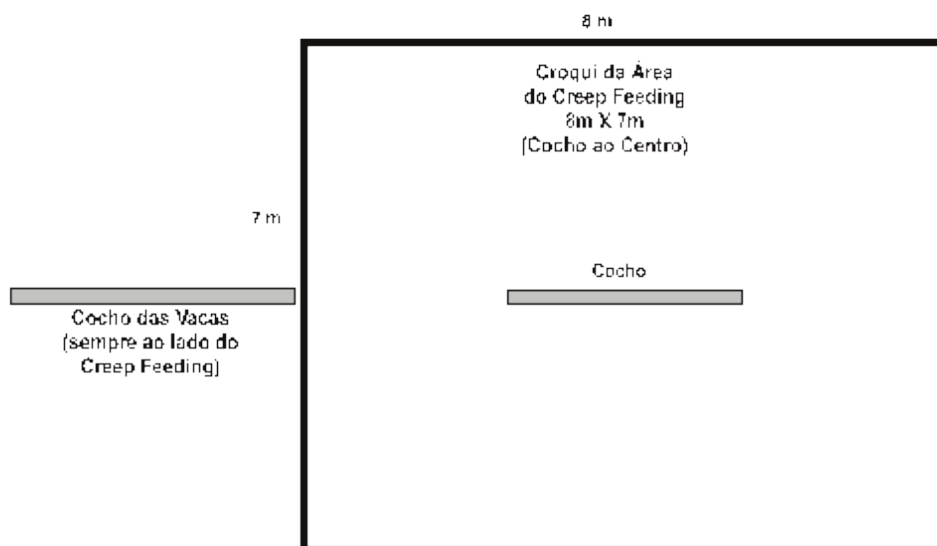 8 m
Croqui da Área
do Creep Feeding
8m X 7m
(Cocho ao Centro)
7 m
Cocho
Cocho das Vacas
(sempre ao lado do
Creep Feeding)